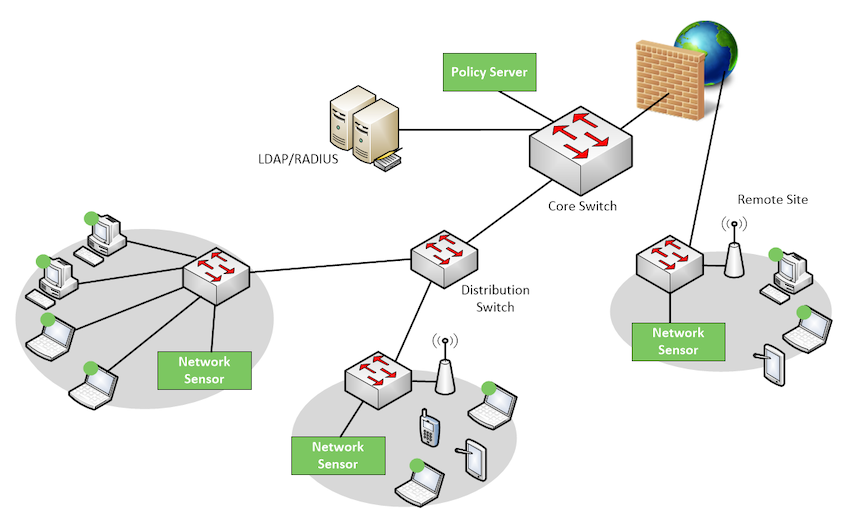 Policy Server
LDAP/RADIUS
Core Switch
Remote Site
Distribution
Switch
Network
Sensor
Network
Sensor
Network
Sensor